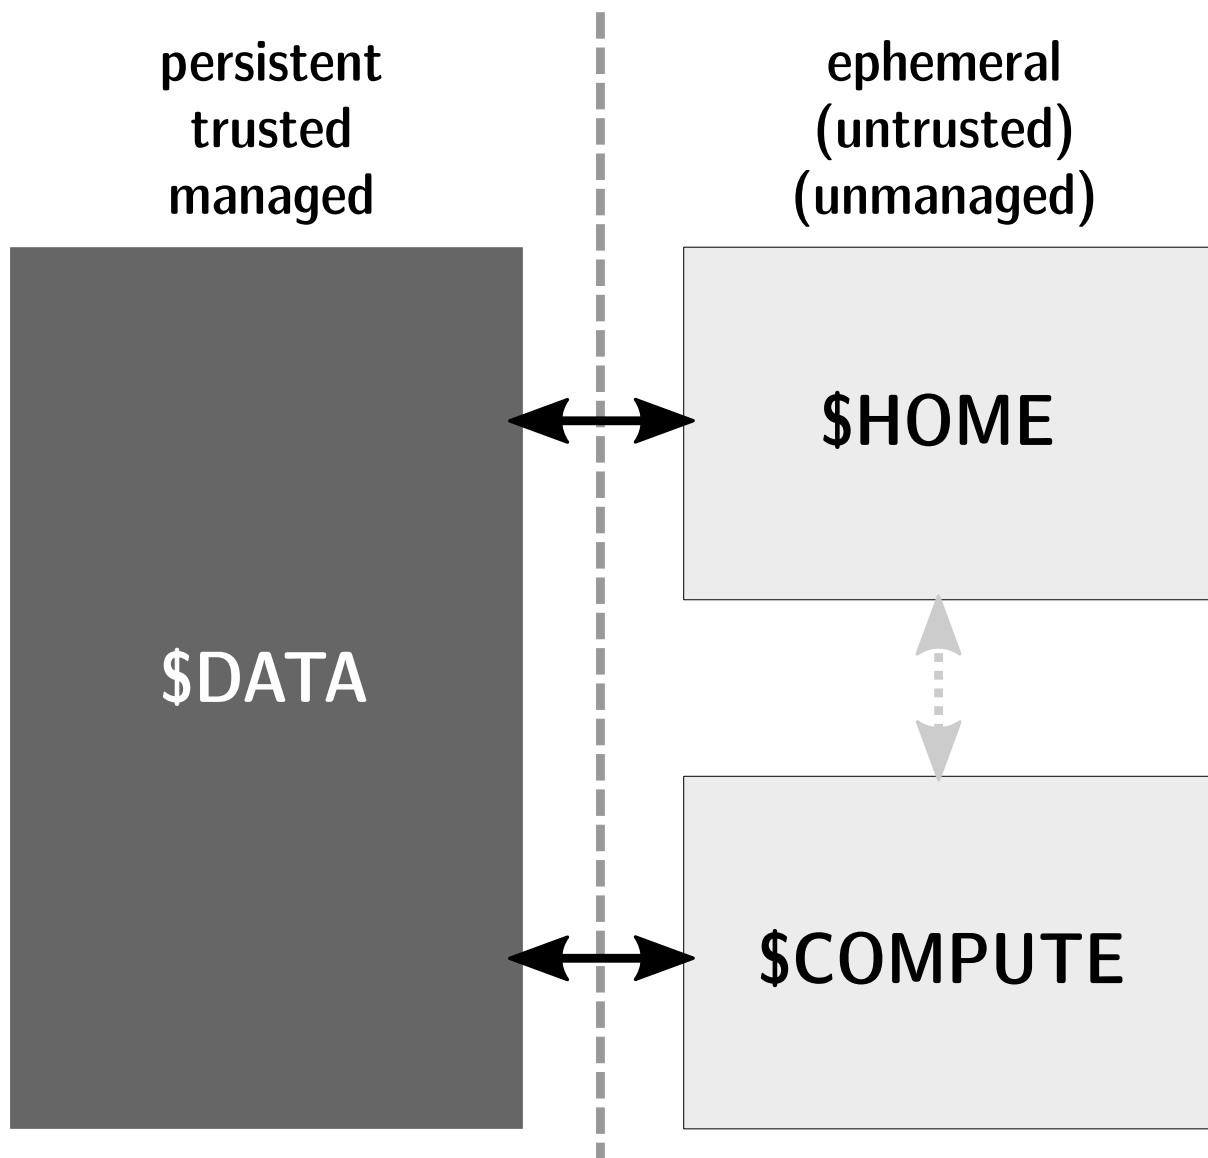 persistent
trusted
managed
ephemeral
(untrusted)
(unmanaged)
$DATA
$HOME
$COMPUTE